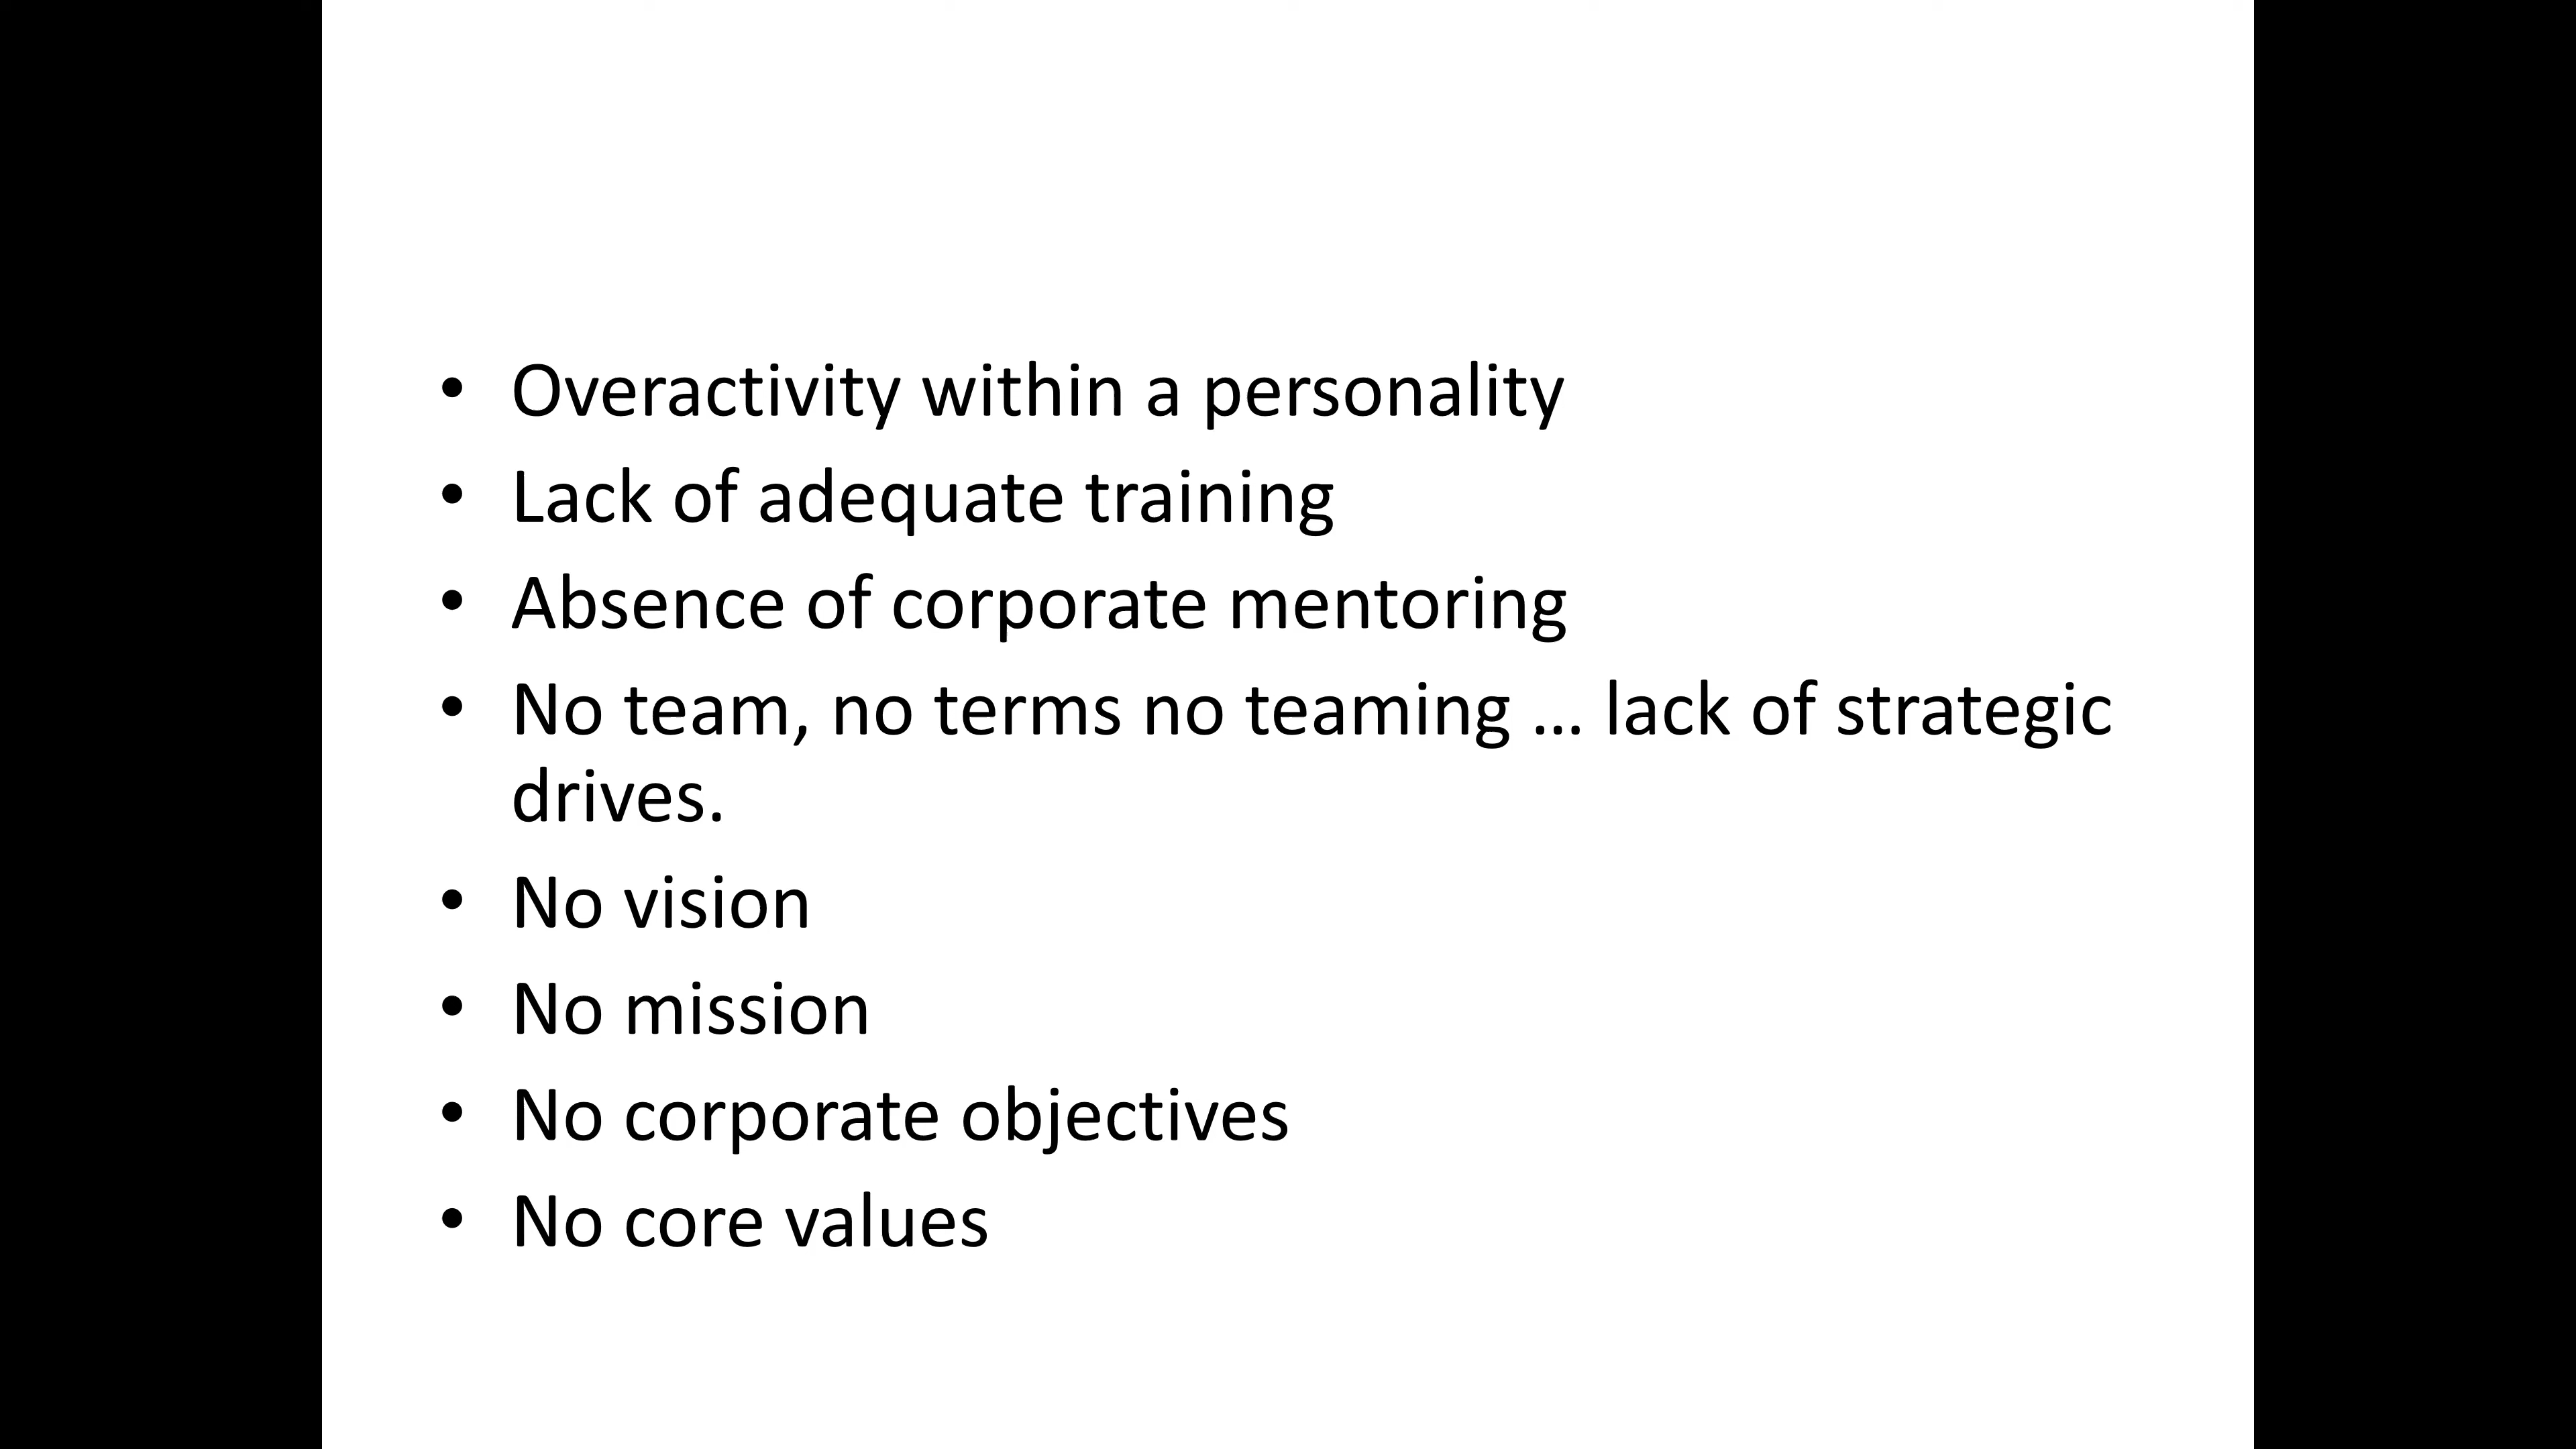 • Overactivity within a personality
• Lack of adequate training
• Absence of corporate mentoring
• No team, no terms no teaming … lack of strategic
drives.
• No vision
• No mission
• No corporate objectives
• No core values